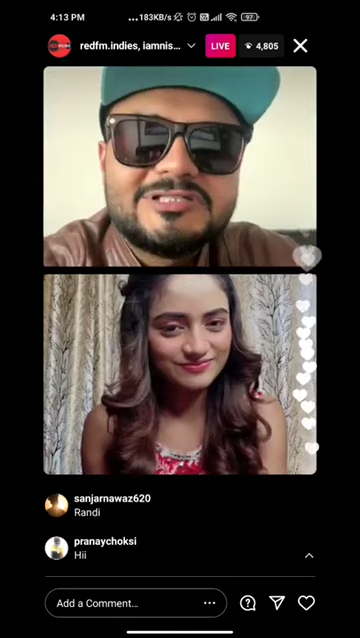 4:13 PM
...183KB/s
97
redfm.indies, iamnis...
LIVE
4,805
sanjarnawaz620
Randi
pranaychoksi
Hii
Add a Comment...